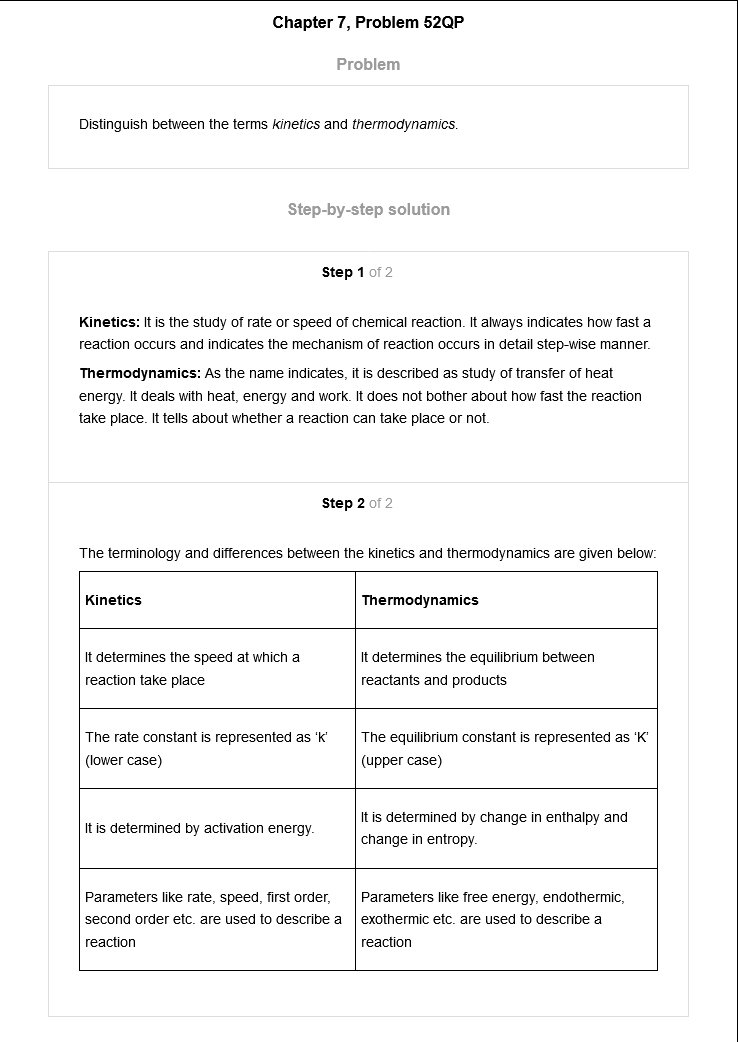 Chapter 7, Problem 52QP
Problem
Distinguish between the terms kinetics and thermodynamics.
Step-by-step solution
Step 1 of 2
Kinetics: It is the study of rate or speed of chemical reaction. It always indicates how fast a
reaction occurs and indicates the mechanism of reaction occurs in detail step-wise manner.
Thermodynamics: As the name indicates, it is described as study of transfer of heat
energy. It deals with heat, energy and work. It does not bother about how fast the reaction
take place. It tells about whether a reaction can take place or not.
Step 2 of 2
The terminology and differences between the kinetics and thermodynamics are given below:
Kinetics
Thermodynamics
It determines the speed at which a
reaction take place
It determines the equilibrium between
reactants and products
The rate constant is represented as ‘k’
(lower case)
The equilibrium constant is represented as ‘K’
(upper case)
It is determined by activation energy.
It is determined by change in enthalpy and
change in entropy.
Parameters like rate, speed, first order,
second order etc. are used to describe a
reaction
Parameters like free energy, endothermic,
exothermic etc. are used to describe a
reaction